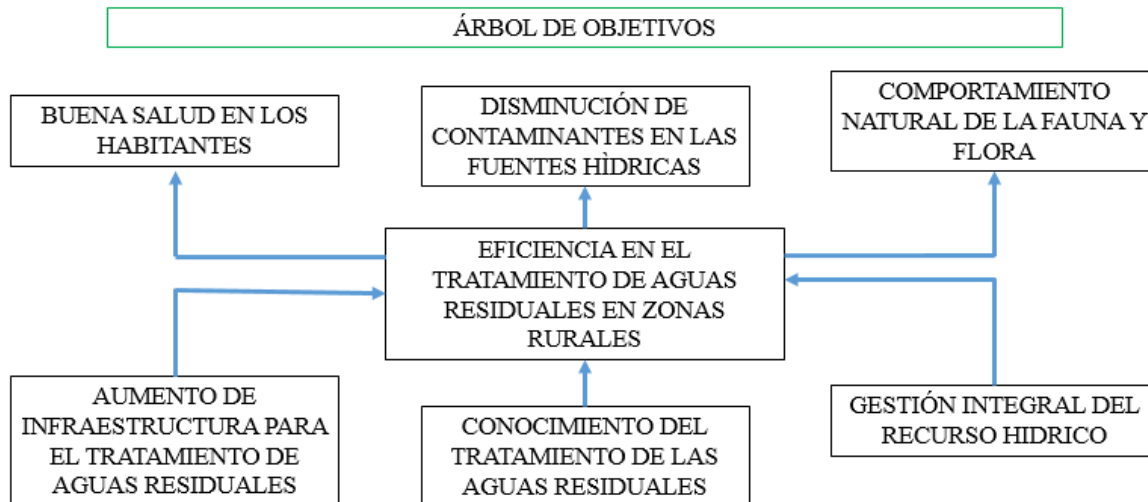 ÁRBOL DE OBJETIVOS
BUENA SALUD EN LOS
HABITANTES
DISMINUCIÓN DE
CONTAMINANTES EN LAS
FUENTES HÌDRICAS
COMPORTAMIENTO
NATURAL DE LA FAUNA Y
FLORA
EFICIENCIA EN EL
TRATAMIENTO DE AGUAS
RESIDUALES EN ZONAS
RURALES
AUMENTO DE
INFRAESTRUCTURA PARA
EL TRATAMIENTO DE
AGUAS RESIDUALES
CONOCIMIENTO DEL
TRATAMIENTO DE LAS
AGUAS RESIDUALES
GESTIÓN INTEGRAL DEL
RECURSO HIDRICO